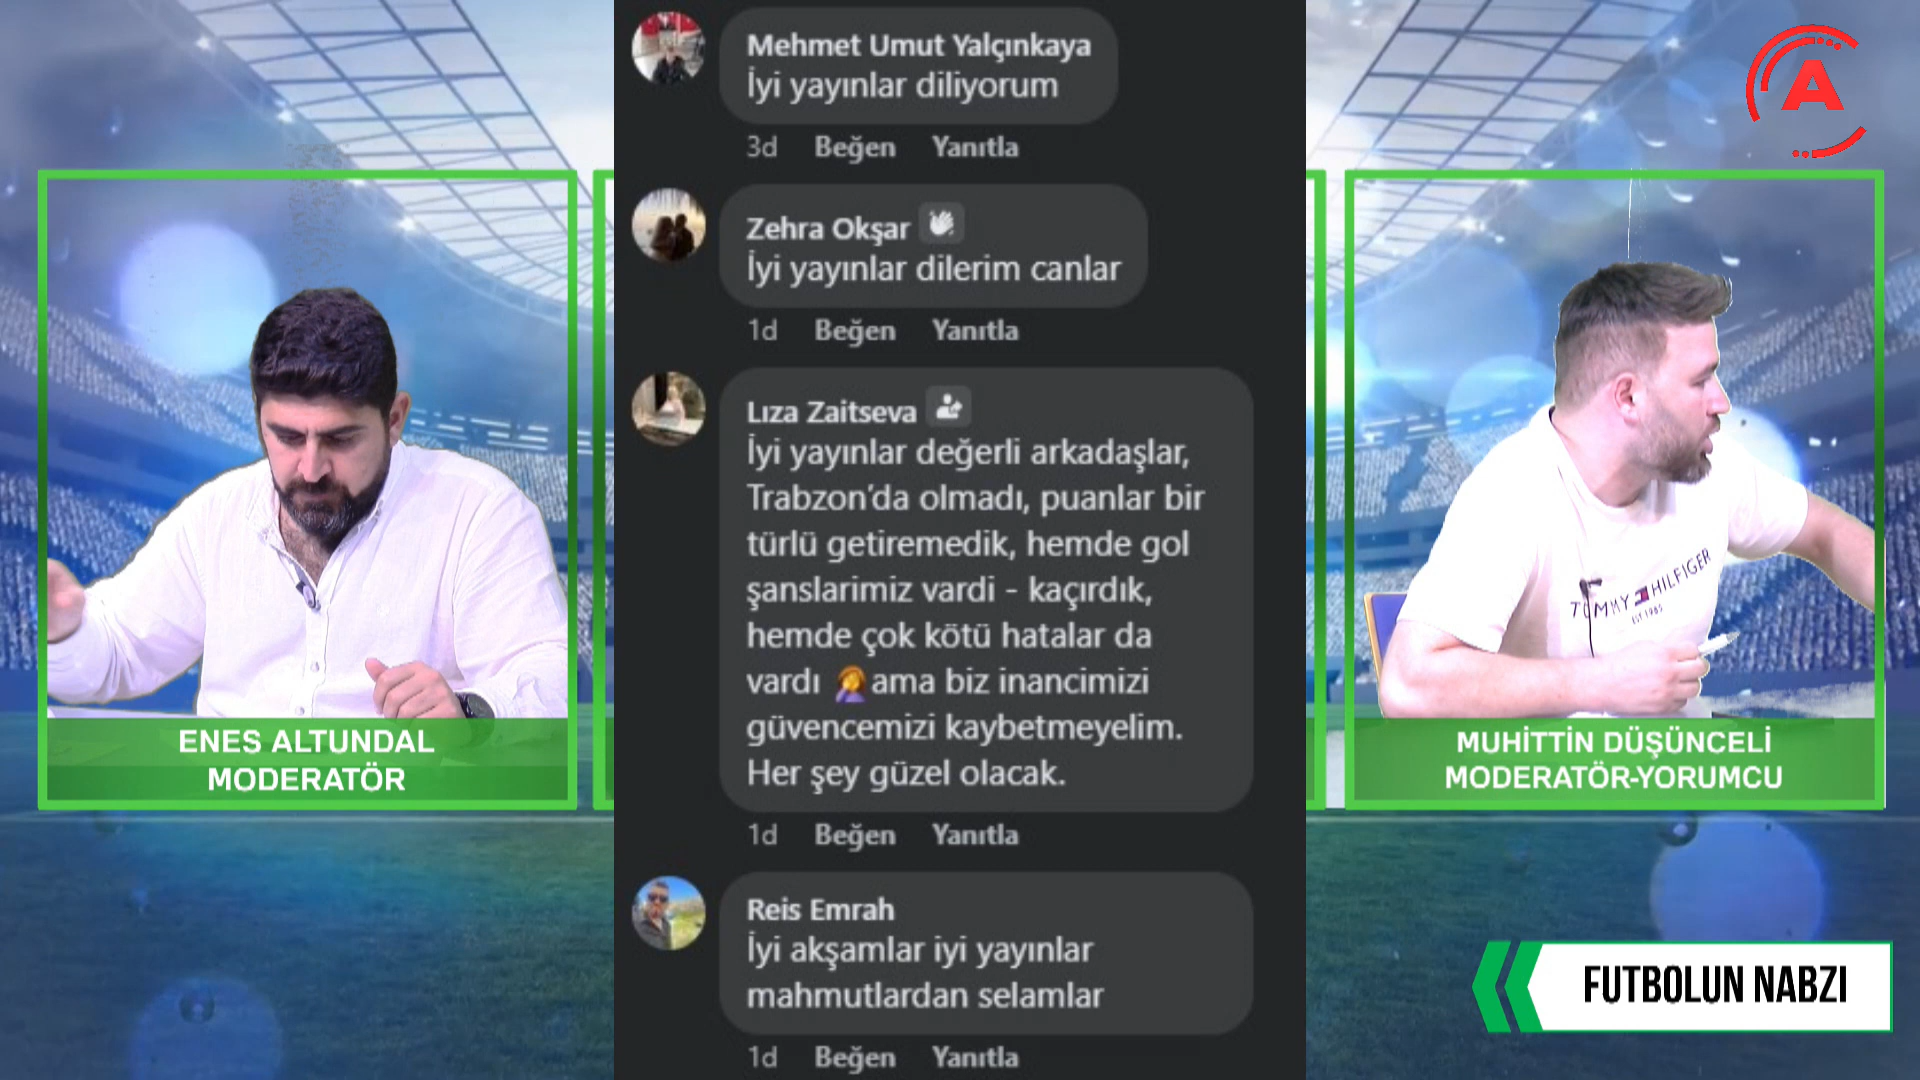 Mehmet Umut Yalçınkaya
İyi yayınlar diliyorum
3d Beğen Yanıtla
Zehra Okşar
İyi yayınlar dilerim canlar
1d Beğen Yanıtla
Lıza Zaitseva
İyi yayınlar değerli arkadaşlar,
Trabzon'da olmadı, puanlar bir
türlü getiremedik, hemde gol
şanslarimiz vardi - kaçırdık,
hemde çok kötü hatalar da
vardı 🤦‍♀️ama biz inancimizi
güvencemizi kaybetmeyelim.
Her şey güzel olacak.
1d Beğen Yanıtla
Reis Emrah
İyi akşamlar iyi yayınlar
mahmutlardan selamlar
1d Beğen Yanıtla
ENES ALTUNDAL
MODERATÖR
A
TOMMY HILFIGER
EST 1985
MUHİTTİN DÜŞÜNCELİ
MODERATÖR-YORUMCU
FUTBOLUN NABZI